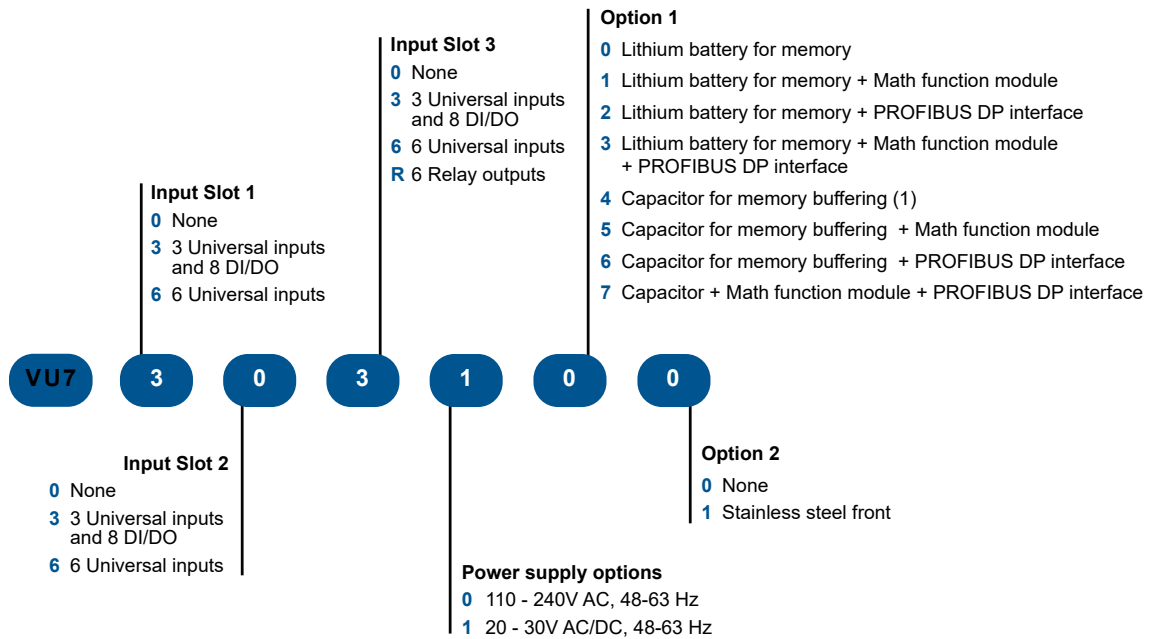 Option 1
0 Lithium battery for memory
1 Lithium battery for memory + Math function module
2 Lithium battery for memory + PROFIBUS DP interface
3 Lithium battery for memory + Math function module
+ PROFIBUS DP interface
4 Capacitor for memory buffering (1)
5 Capacitor for memory buffering + Math function module
6 Capacitor for memory buffering + PROFIBUS DP interface
7 Capacitor + Math function module + PROFIBUS DP interface
Input Slot 3
0 None
3 3 Universal inputs
and 8 DI/DO
6 6 Universal inputs
R 6 Relay outputs
Input Slot 1
0 None
3 3 Universal inputs
and 8 DI/DO
6 6 Universal inputs
VU7 3 0 3 1 0 0
Input Slot 2
0 None
3 3 Universal inputs
and 8 DI/DO
6 6 Universal inputs
Power supply options
0 110 - 240V AC, 48-63 Hz
1 20 - 30V AC/DC, 48-63 Hz
Option 2
0 None
1 Stainless steel front